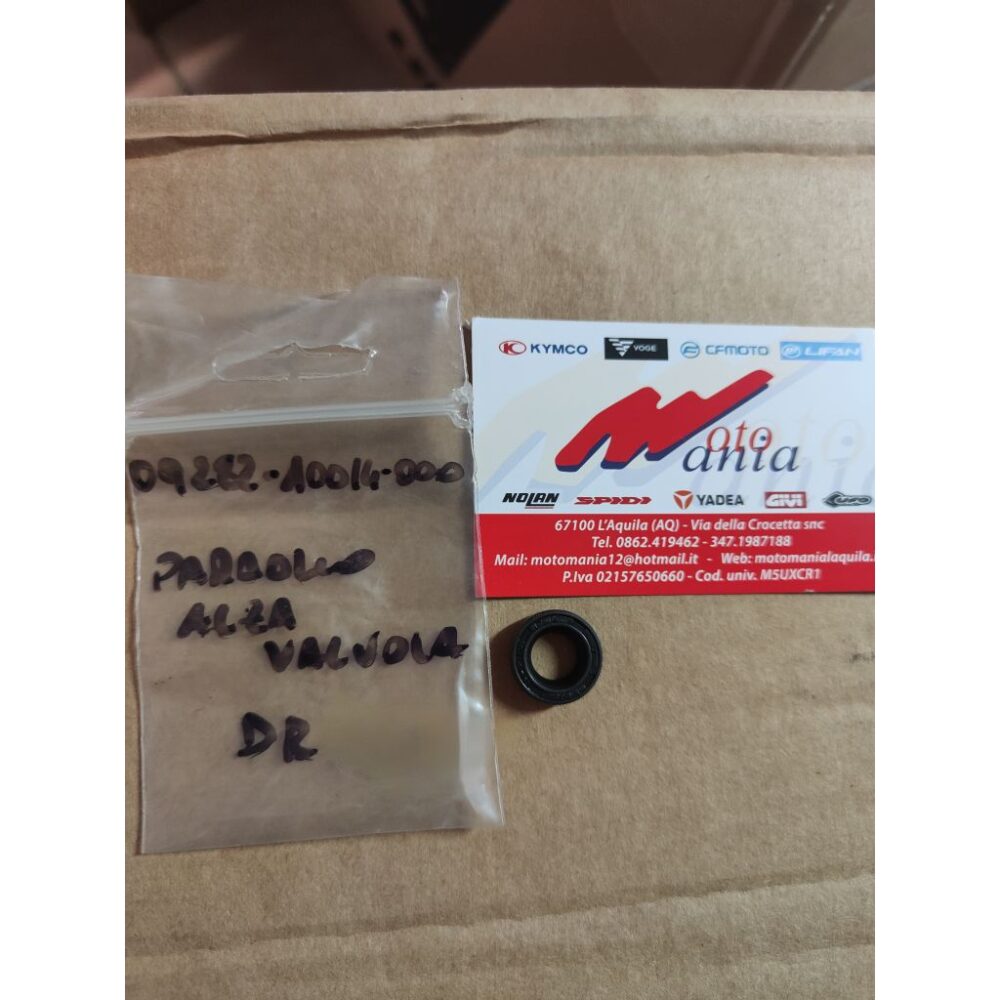 09282-10014-000
PARAOLIO
ALZA
VALVOLA
DR
KYMCO VOGE CFMOTO LIFAN
Moto
Mania
NOLAN SPIDI YADEA GIVI UFO
67100 L'Aquila (AQ) - Via della Crocetta snc
Tel. 0862.419462 - 347.1987188
Mail: motomania12@hotmail.it - Web: motomanialaquila.
P.Iva 02157650660 - Cod. univ. M5UXCR1